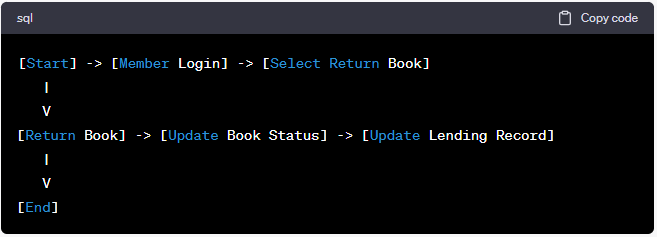 sql
Copy code
[Start] -> [Member Login] -> [Select Return Book]
|
V
[Return Book] -> [Update Book Status] -> [Update Lending Record]
|
V
[End]